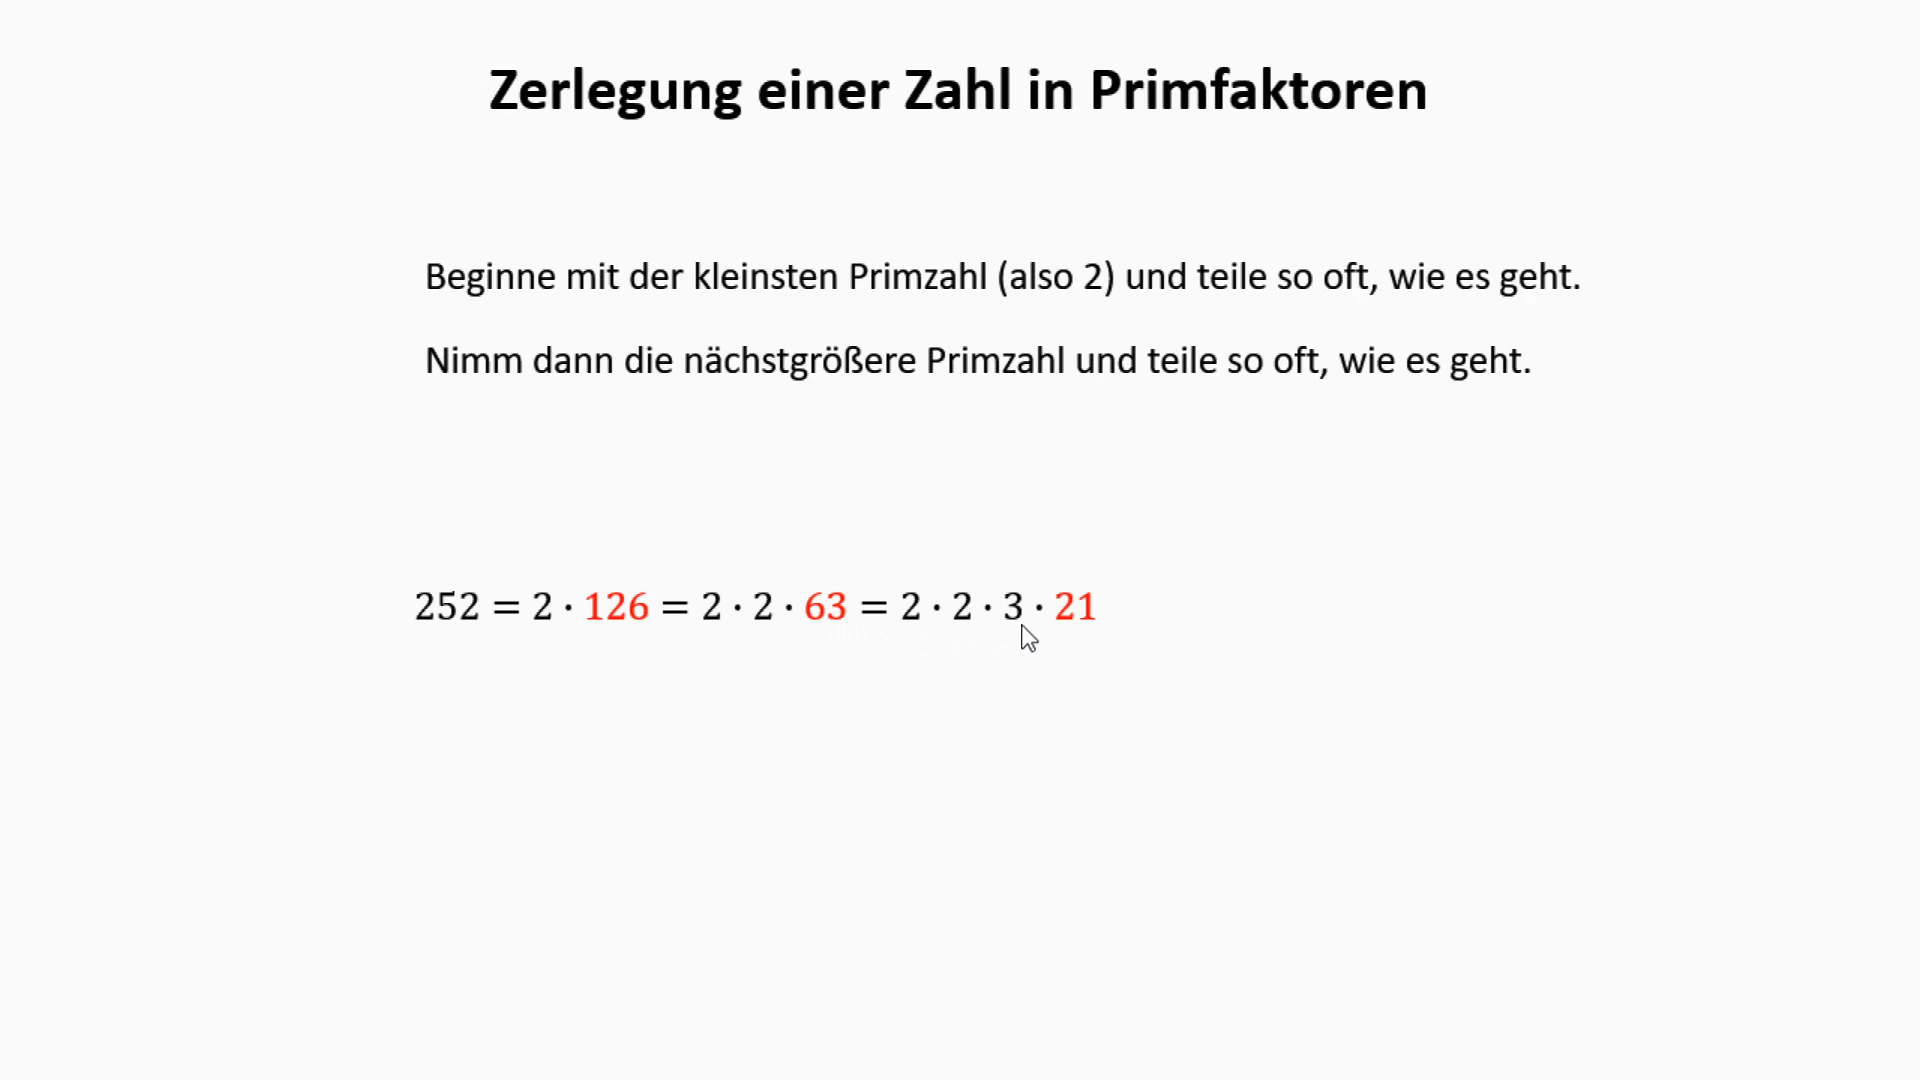 Zerlegung einer Zahl in Primfaktoren
Beginne mit der kleinsten Primzahl (also 2) und teile so oft, wie es geht.
Nimm dann die nächstgrößere Primzahl und teile so oft, wie es geht.
252 = 2 · 126 = 2 · 2 · 63 = 2 · 2 · 3 · 21